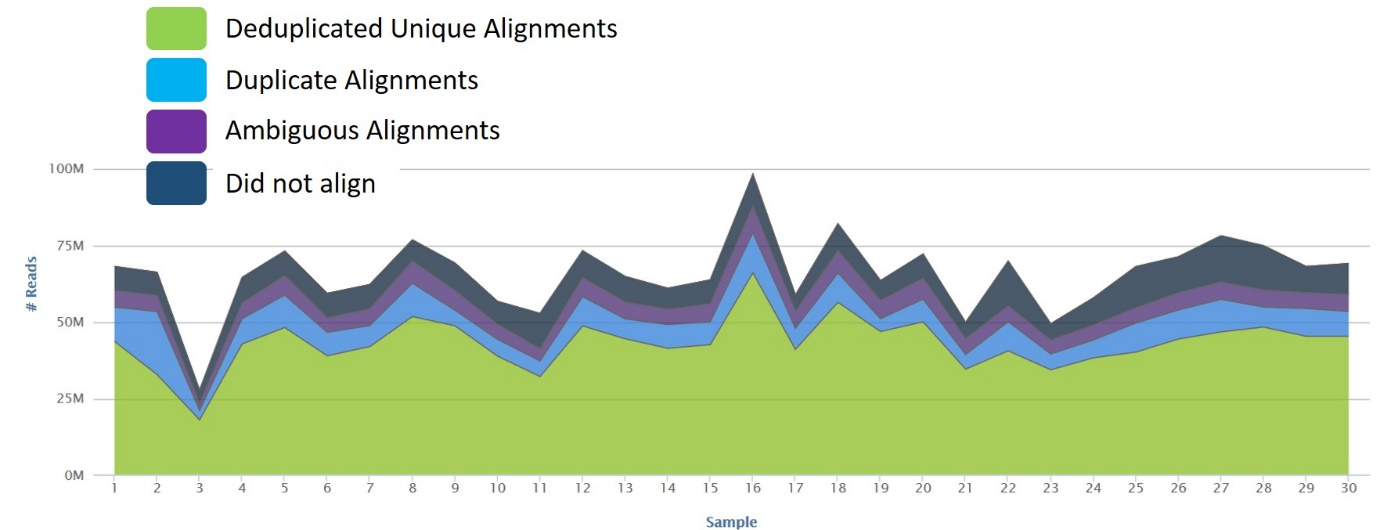 Deduplicated Unique Alignments
Duplicate Alignments
Ambiguous Alignments
Did not align
100M
75M
50M
25M
0M
# Reads
1 2 3 4 5 6 7 8 9 10 11 12 13 14 15 16 17 18 19 20 21 22 23 24 25 26 27 28 29 30
Sample